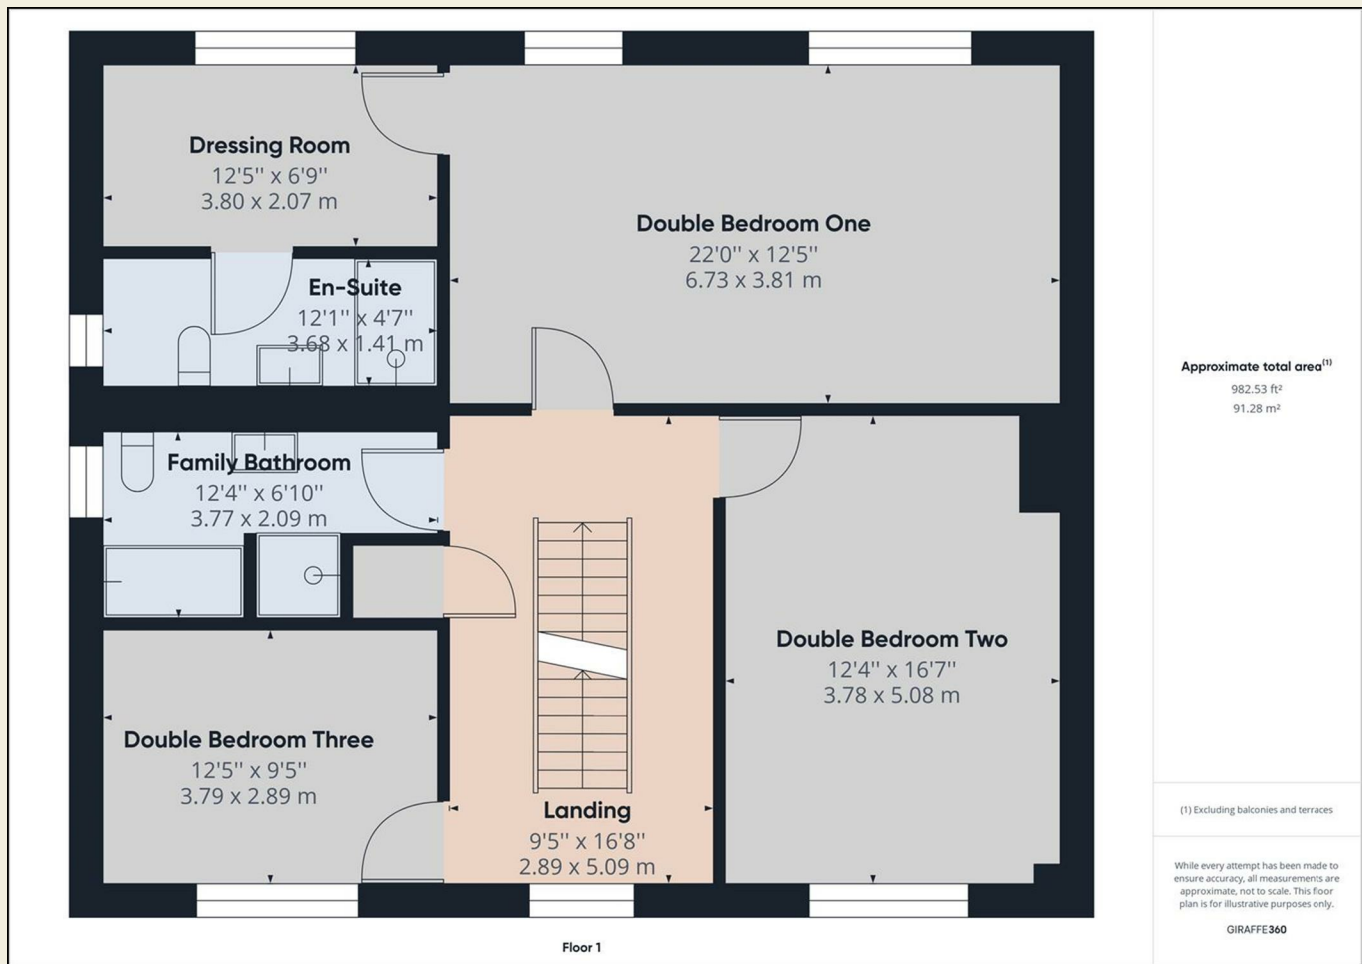 Dressing Room
12'5'' x 6'9''
3.80 x 2.07 m
Double Bedroom One
22'0'' x 12'5''
6.73 x 3.81 m
En-Suite
12'1'' x 4'7''
3.68 x 1.41 m
Family Bathroom
12'4'' x 6'10''
3.77 x 2.09 m
Double Bedroom Two
12'4'' x 16'7''
3.78 x 5.08 m
Double Bedroom Three
12'5'' x 9'5''
3.79 x 2.89 m
Landing
9'5'' x 16'8''
2.89 x 5.09 m
Floor 1
Approximate total area(1)
982.53 ft²
91.28 m²
(1) Excluding balconies and terraces
While every attempt has been made to
ensure accuracy, all measurements are
approximate, not to scale. This floor
plan is for illustrative purposes only.
GIRAFFE360